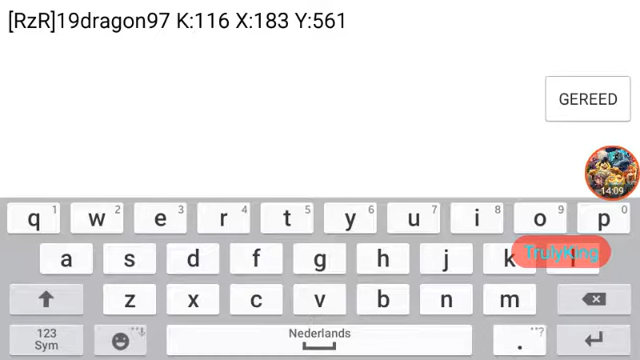 [RzR]19dragon97 K:116 X:183 Y:561
GEREED
14:09
q 1 w 2 e 3 r 4 t 5 y 6 u 7 i 8 o 9 p 0
a s d f g h j k l
TrulyKing
z x c v b n m
123
Sym
Nederlands
. ...?